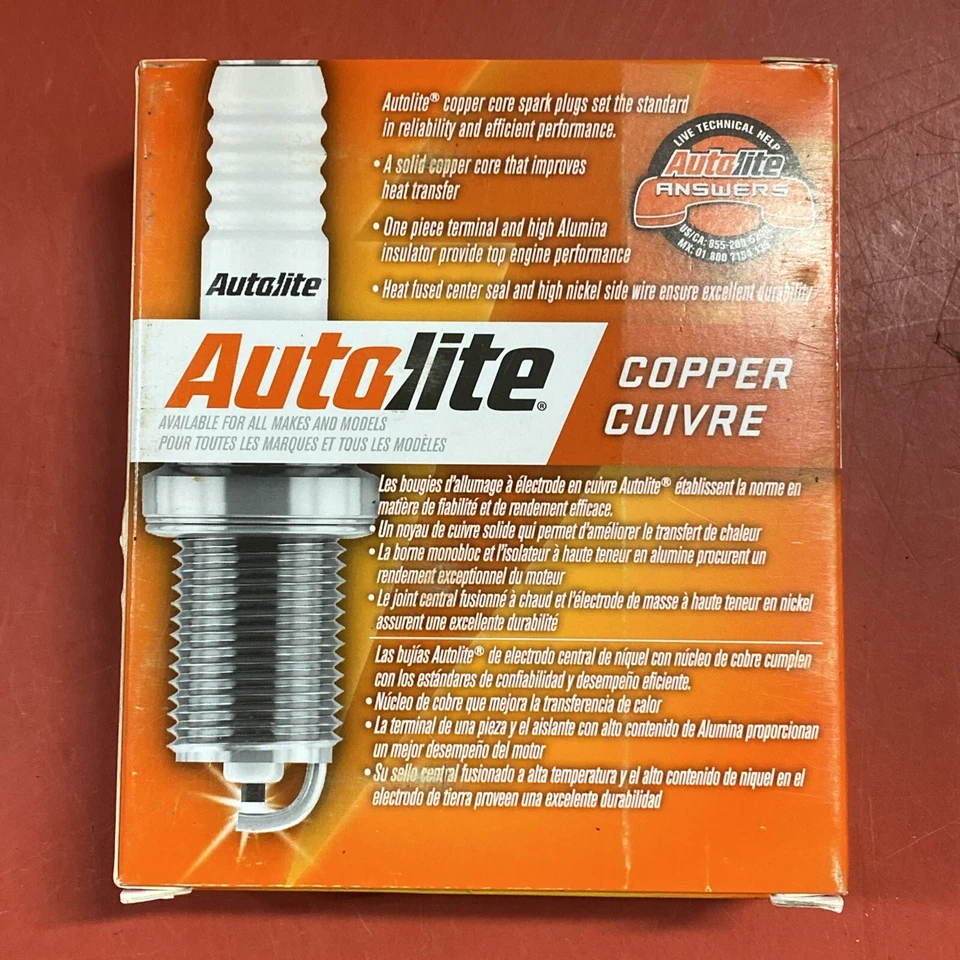 Autolite® copper core spark plugs set the standard
in reliability and efficient performance.
• A solid copper core that improves
heat transfer
• One piece terminal and high Alumina
insulator provide top engine performance
• Heat fused center seal and high nickel side wire ensure excellent durability
LIVE TECHNICAL HELP
Autolite
ANSWERS
US/CA: 855-200-
MX: 01 800
Autolite
Autolite®
COPPER
CUIVRE
AVAILABLE FOR ALL MAKES AND MODELS
POUR TOUTES LES MARQUES ET TOUS LES MODÈLES
Les bougies d'allumage à électrode en cuivre Autolite® établissent la norme en
matière de fiabilité et de rendement efficace.
• Un noyau de cuivre solide qui permet d'améliorer le transfert de chaleur
• La borne monobloc et l'isolateur à haute teneur en alumine procurent un
rendement exceptionnel du moteur
• Le joint central fusionné à chaud et l'électrode de masse à haute teneur en nickel
assurent une excellente durabilité
Las bujías Autolite® de electrodo central de níquel con núcleo de cobre cumplen
con los estándares de confiabilidad y desempeño eficiente.
• Núcleo de cobre que mejora la transferencia de calor
• La terminal de una pieza y el aislante con alto contenido de Alumina proporcionan
un mejor desempeño del motor
• Su sello central fusionado a alta temperatura y el alto contenido de niquel en el
electrodo de tierra proveen una excelente durabilidad